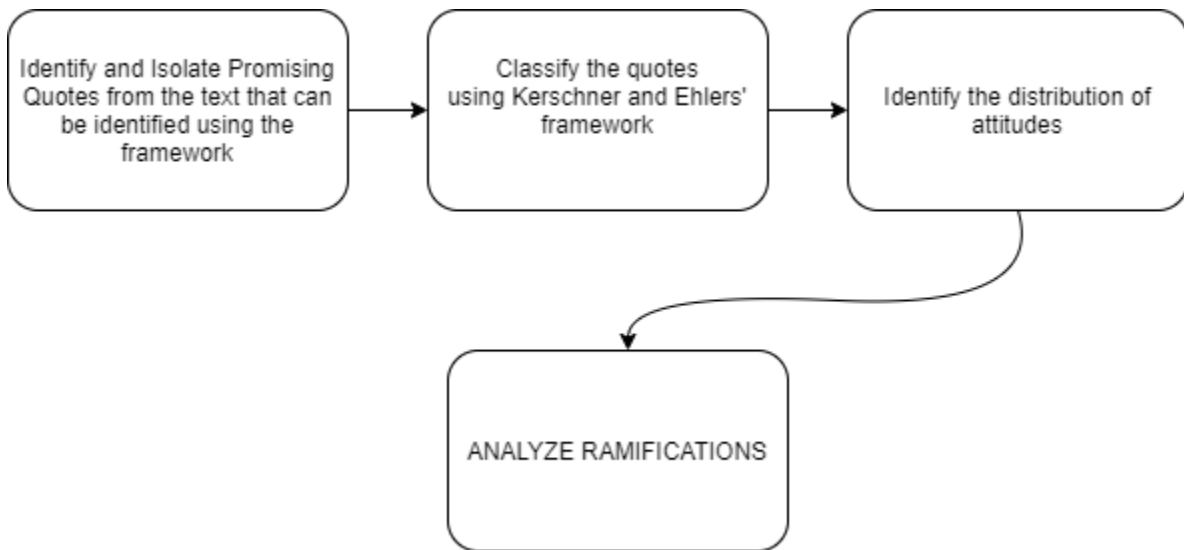 Identify and Isolate Promising
Quotes from the text that can
be identified using the
framework
Classify the quotes
using Kerschner and Ehlers'
framework
Identify the distribution of
attitudes
ANALYZE RAMIFICATIONS